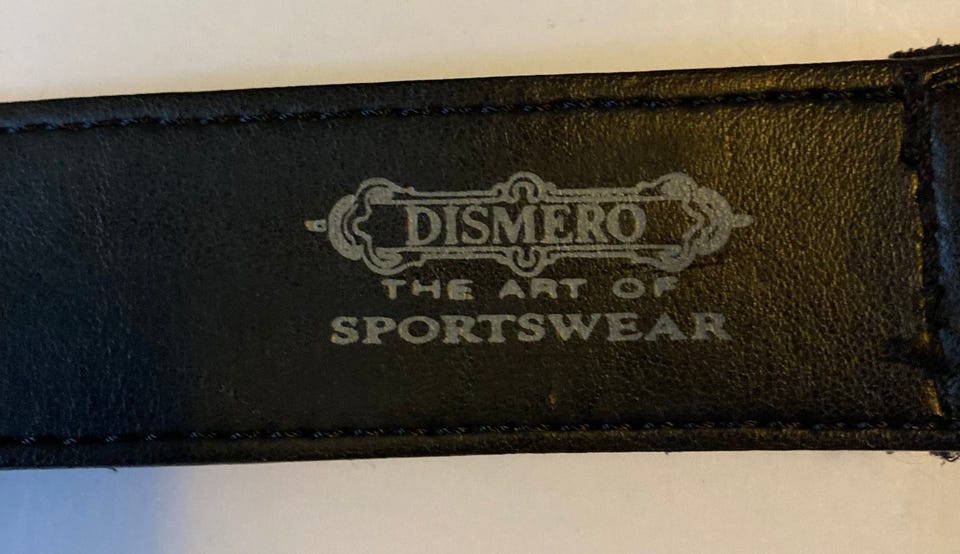 DISMERO
THE ART OF
SPORTSWEAR